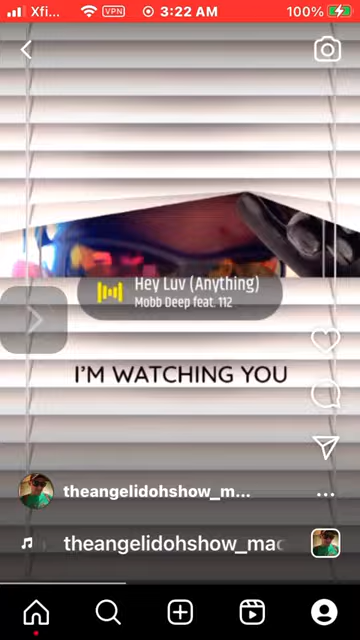 Xfi...
VPN
3:22 AM
100%
Hey Luv (Anything)
Mobb Deep feat. 112
I'M WATCHING YOU
theangelidohshow_m...
theangelidohshow_mac